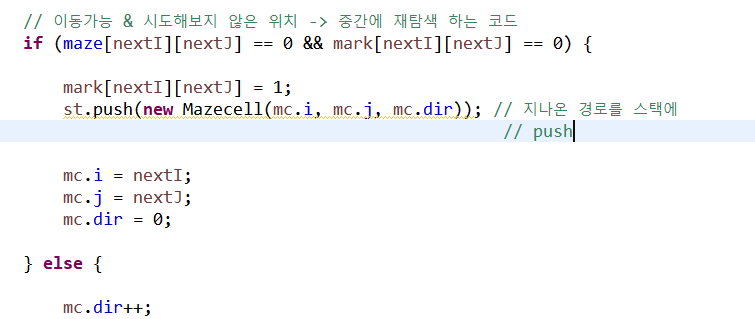 // 이동가능 & 시도해보지 않은 위치 -> 중간에 재탐색 하는 코드
if (maze[nextI][nextJ] == 0 && mark[nextI][nextJ] == 0) {
mark[nextI][nextJ] = 1;
st.push(new Mazecell(mc.i, mc.j, mc.dir)); // 지나온 경로를 스택에
// push
mc.i = nextI;
mc.j = nextJ;
mc.dir = 0;
} else {
mc.dir++;